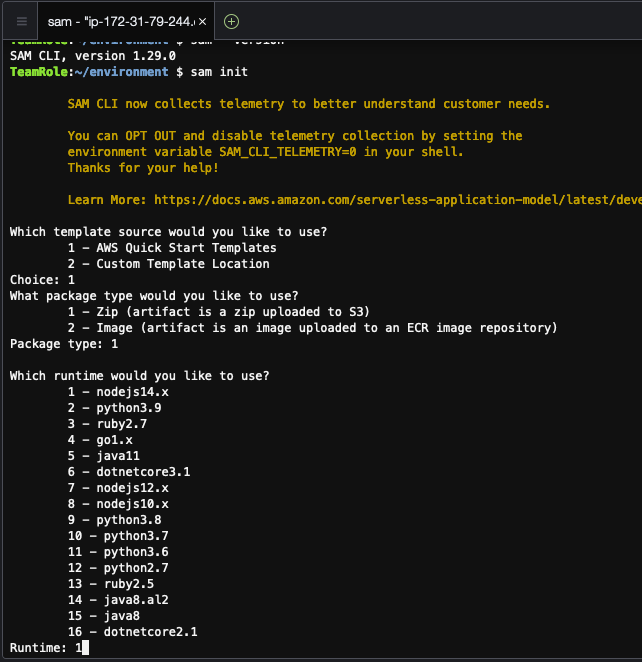 sam - "ip-172-31-79-244.
TeamRole:~/environment $ sam --version
SAM CLI, version 1.29.0
TeamRole:~/environment $ sam init
SAM CLI now collects telemetry to better understand customer needs.
You can OPT OUT and disable telemetry collection by setting the
environment variable SAM_CLI_TELEMETRY=0 in your shell.
Thanks for your help!
Learn More: https://docs.aws.amazon.com/serverless-application-model/latest/deve
Which template source would you like to use?
1 - AWS Quick Start Templates
2 - Custom Template Location
Choice: 1
What package type would you like to use?
1 - Zip (artifact is a zip uploaded to S3)
2 - Image (artifact is an image uploaded to an ECR image repository)
Package type: 1
Which runtime would you like to use?
1 - nodejs14.x
2 - python3.9
3 - ruby2.7
4 - go1.x
5 - java11
6 - dotnetcore3.1
7 - nodejs12.x
8 - nodejs10.x
9 - python3.8
10 - python3.7
11 - python3.6
12 - python2.7
13 - ruby2.5
14 - java8.al2
15 - java8
16 - dotnetcore2.1
Runtime: 1